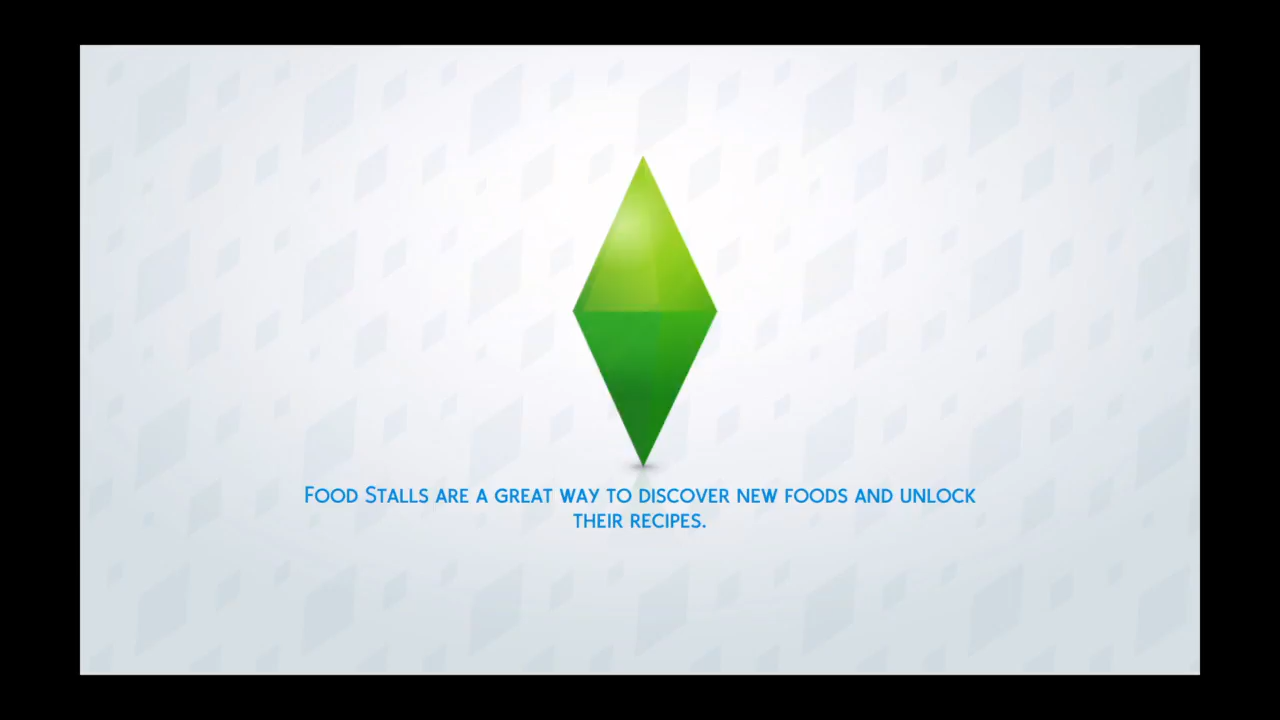 Food Stalls are a great way to discover new foods and unlock
their recipes.